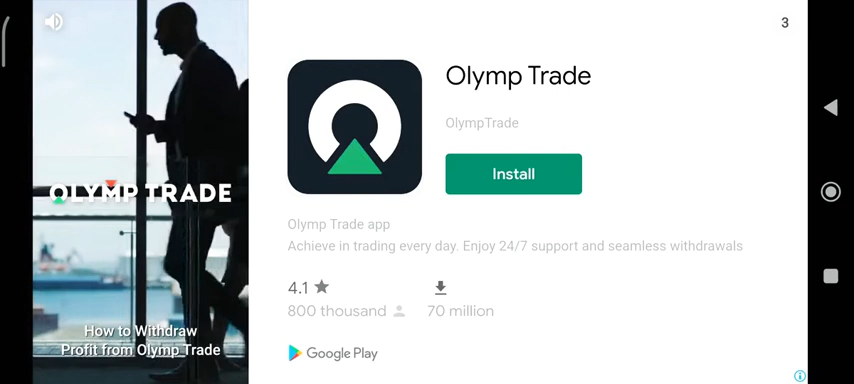 3
OLYMP TRADE
How to Withdraw
Profit from Olymp Trade
Olymp Trade
OlympTrade
Install
Olymp Trade app
Achieve in trading every day. Enjoy 24/7 support and seamless withdrawals
4.1
800 thousand
70 million
Google Play